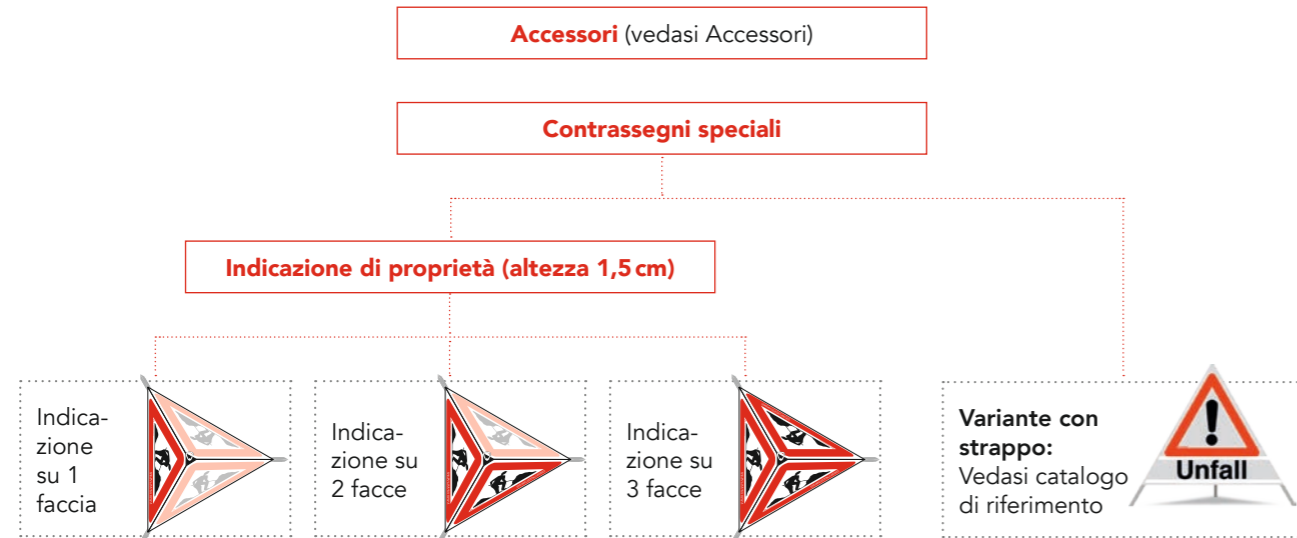 Accessori (vedasi Accessori)
Contrassegni speciali
Indicazione di proprietà (altezza 1,5 cm)
Indica-
zione
su 1
faccia
Indica-
zione su
2 facce
Indica-
zione su
3 facce
Variante con
strappo:
Vedasi catalogo
di riferimento
Unfall